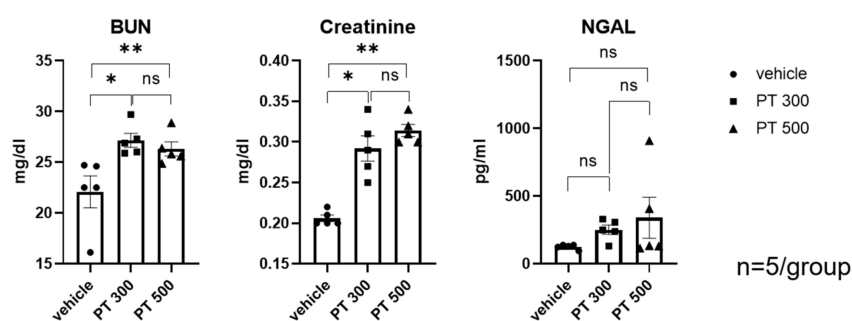 BUN
**
* ns
35
30
25
20
15
mg/dl
vehicle
PT 300
PT 500
Creatinine
**
* ns
0.40
0.35
0.30
0.25
0.20
0.15
mg/dl
vehicle
PT 300
PT 500
NGAL
ns
ns
ns
1500
1000
500
0
pg/ml
vehicle
PT 300
PT 500
vehicle
PT 300
PT 500
n=5/group